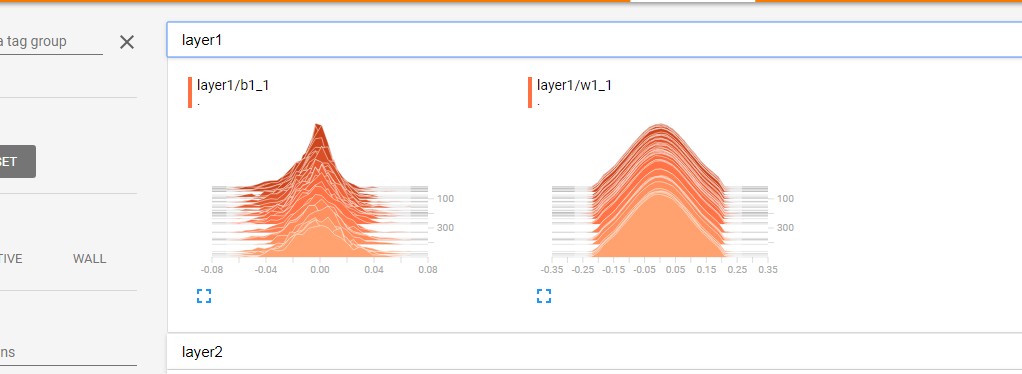 a tag group
layer1
layer1/b1_1
.
layer1/w1_1
.
SET
100
300
-0.08 -0.04 0.00 0.04 0.08
100
300
-0.35 -0.25 -0.15 -0.05 0.05 0.15 0.25 0.35
TIVE WALL
ns
layer2